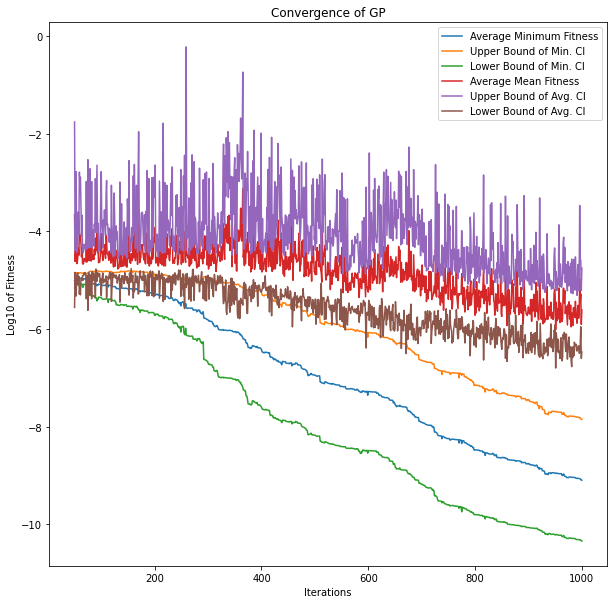 Convergence of GP
Average Minimum Fitness
Upper Bound of Min. CI
Lower Bound of Min. CI
Average Mean Fitness
Upper Bound of Avg. CI
Lower Bound of Avg. CI
Log10 of Fitness
0
−2
−4
−6
−8
−10
200
400
600
800
1000
Iterations